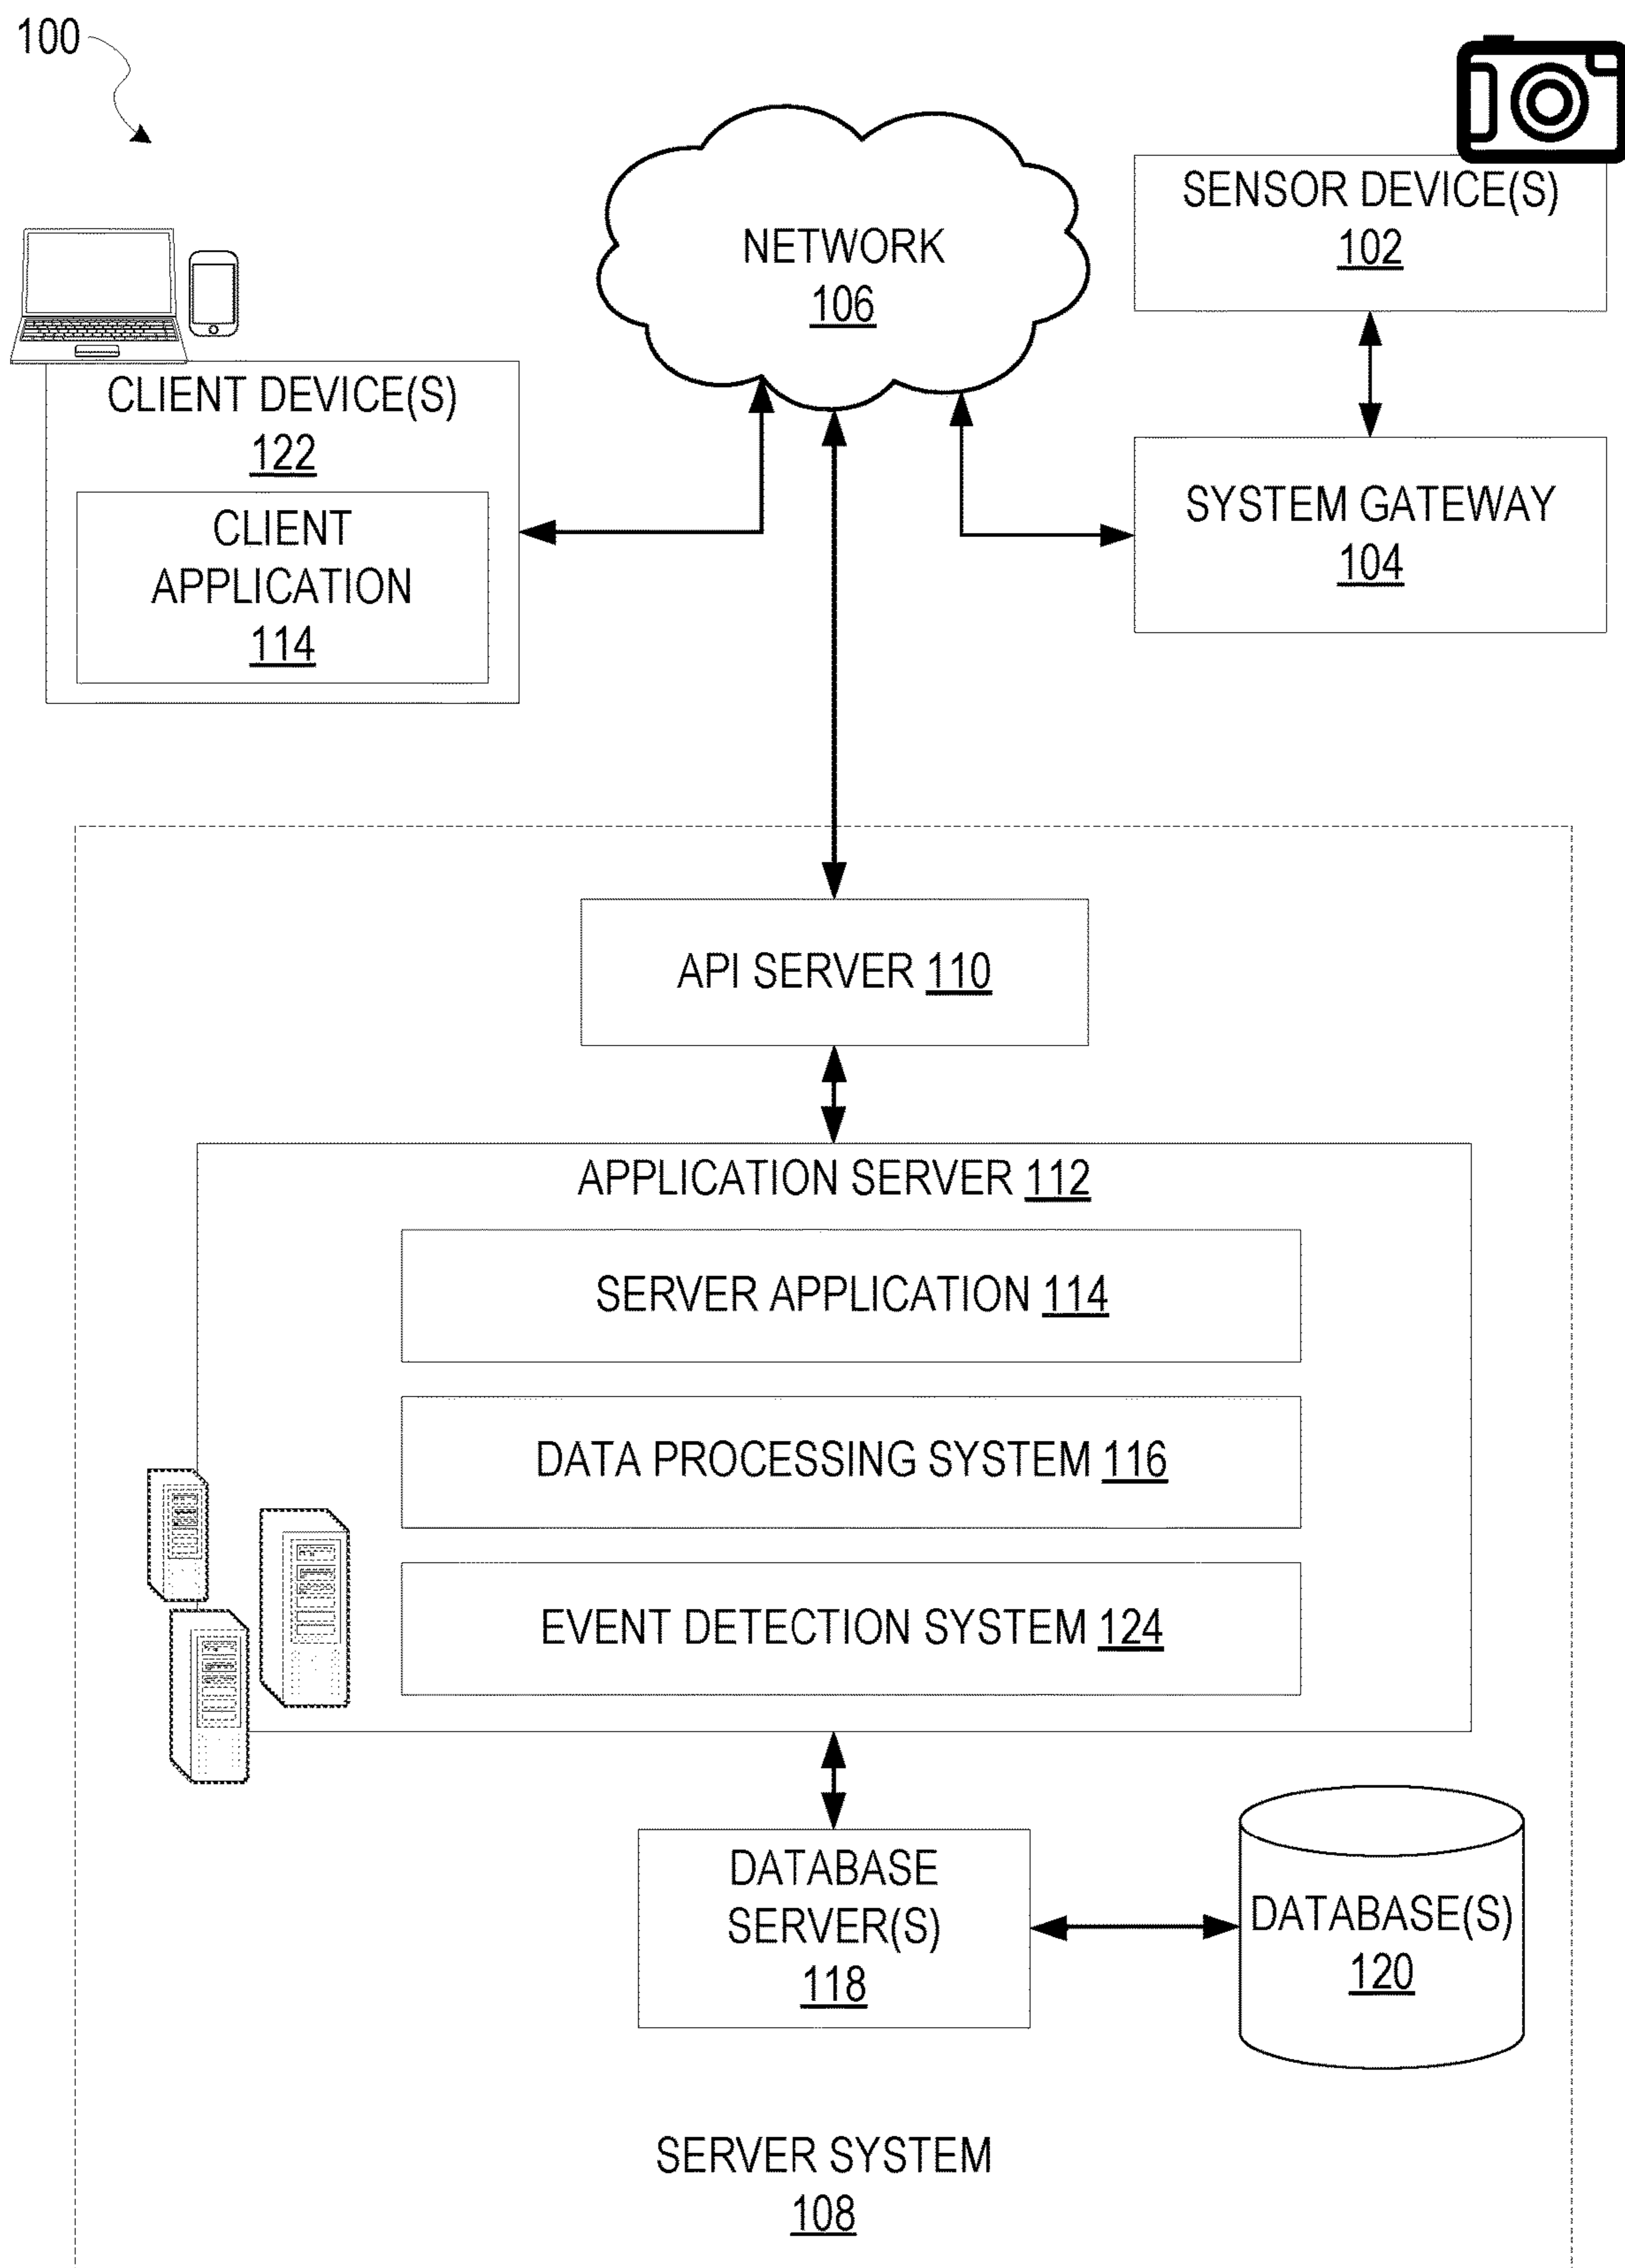 100
SENSOR DEVICE(S)
102
NETWORK
106
CLIENT DEVICE(S)
122
CLIENT
APPLICATION
114
SYSTEM GATEWAY
104
API SERVER 110
APPLICATION SERVER 112
SERVER APPLICATION 114
DATA PROCESSING SYSTEM 116
EVENT DETECTION SYSTEM 124
DATABASE
SERVER(S)
118
DATABASE(S)
120
SERVER SYSTEM
108